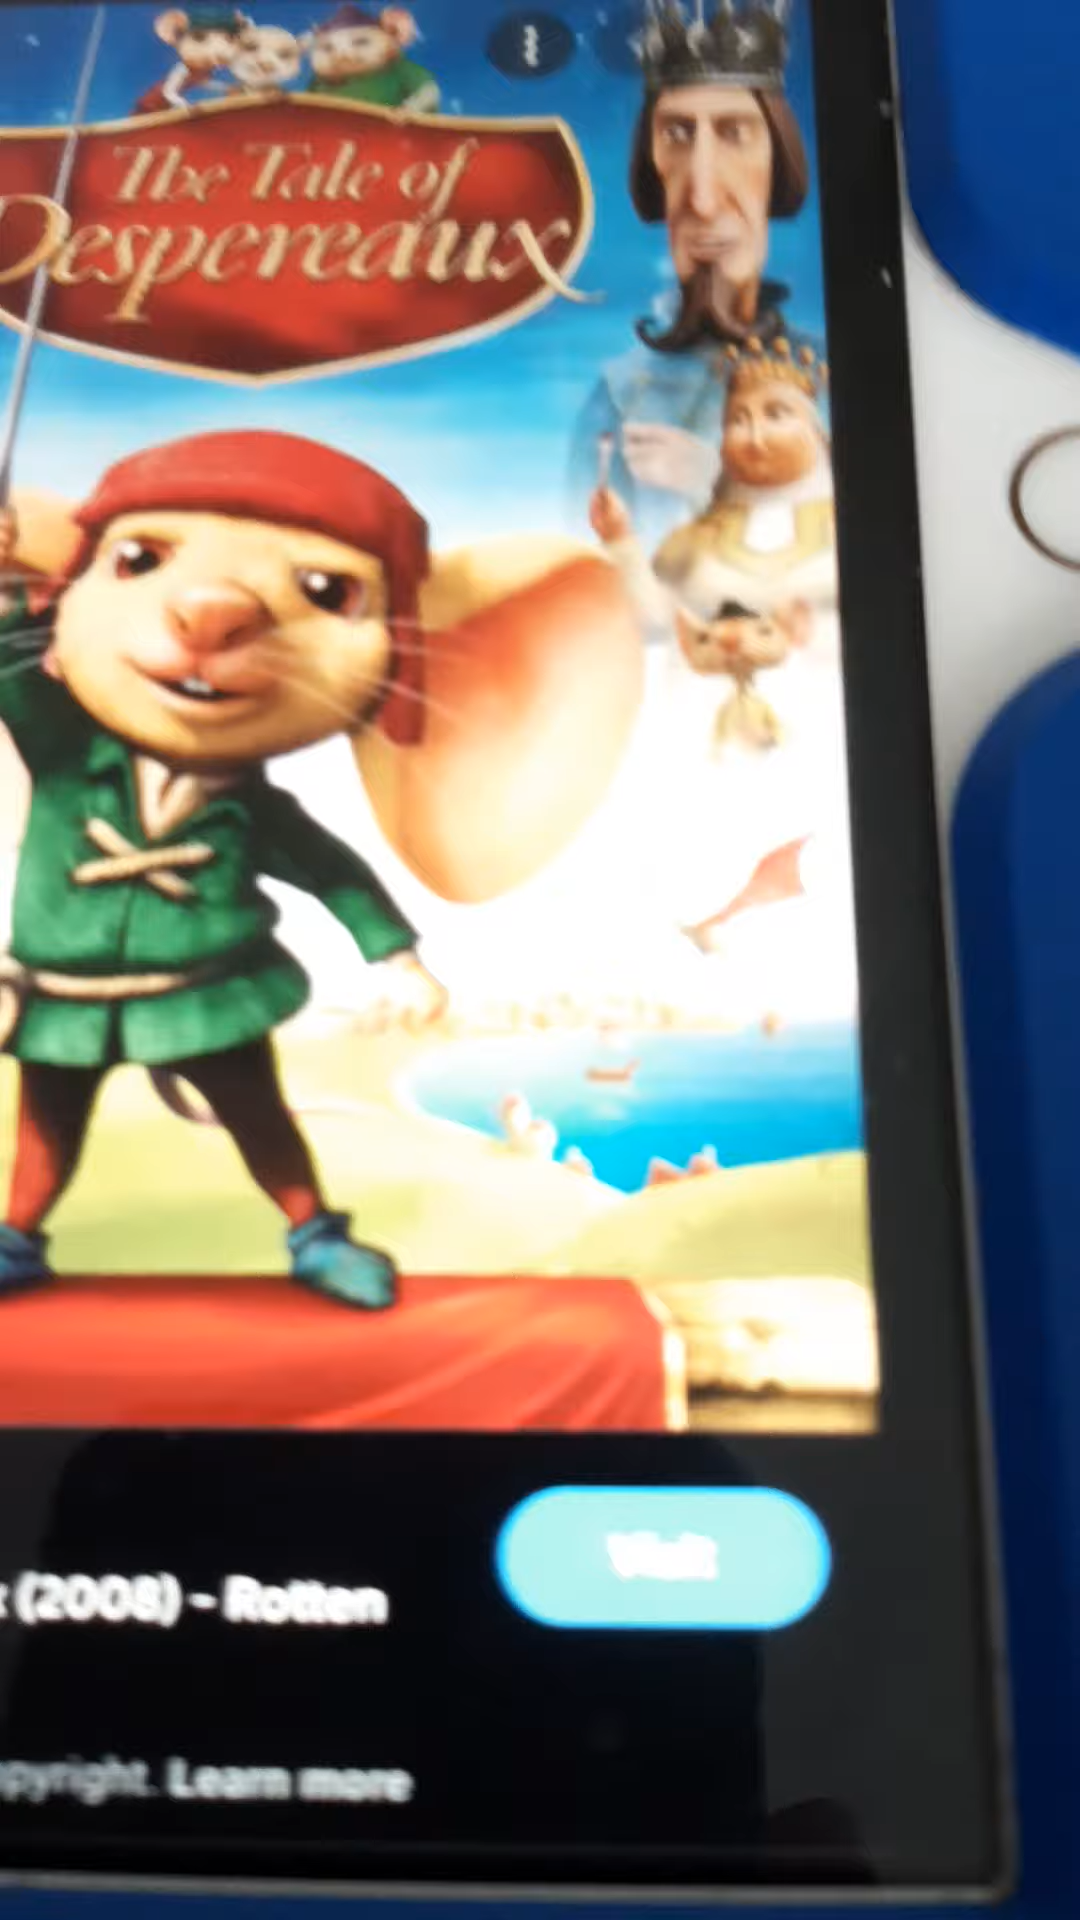 The Tale of
Despereaux
Visit
(2008) - Rotten
opyright. Learn more